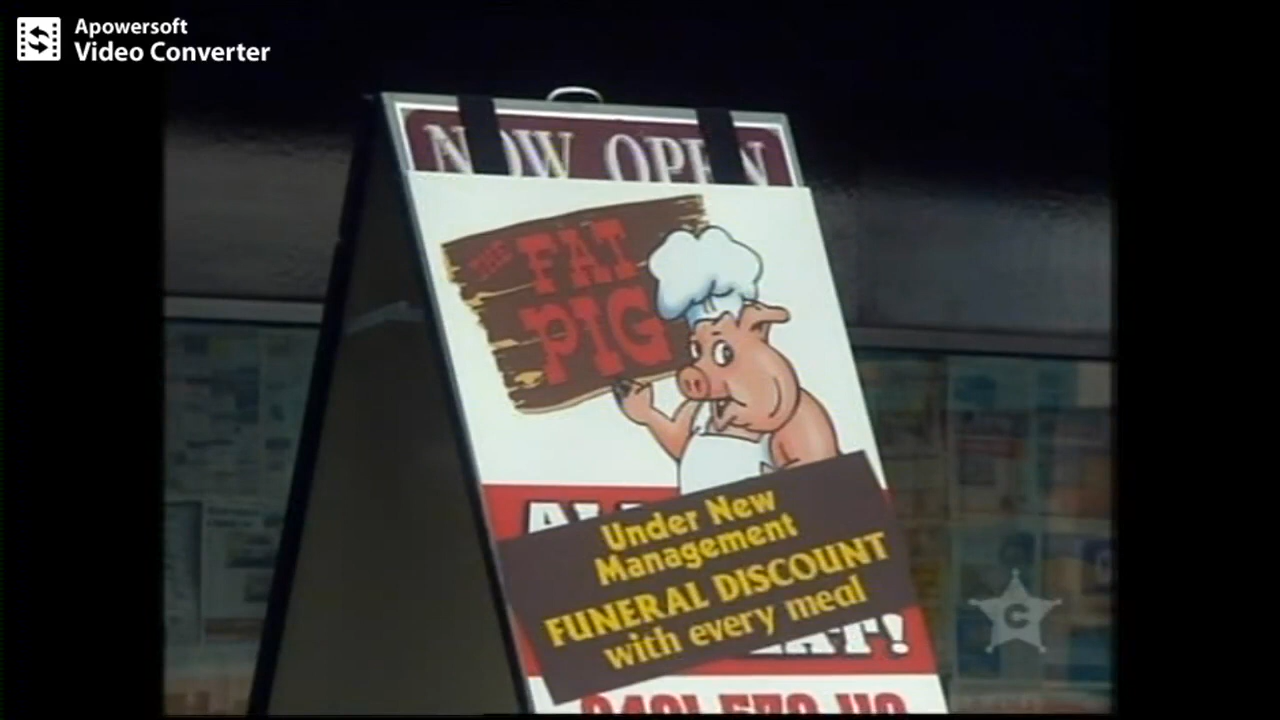 Apowersoft
Video Converter
NOW OPEN
THE
FAT
PIG
Under New
Management
FUNERAL DISCOUNT
with every meal
C